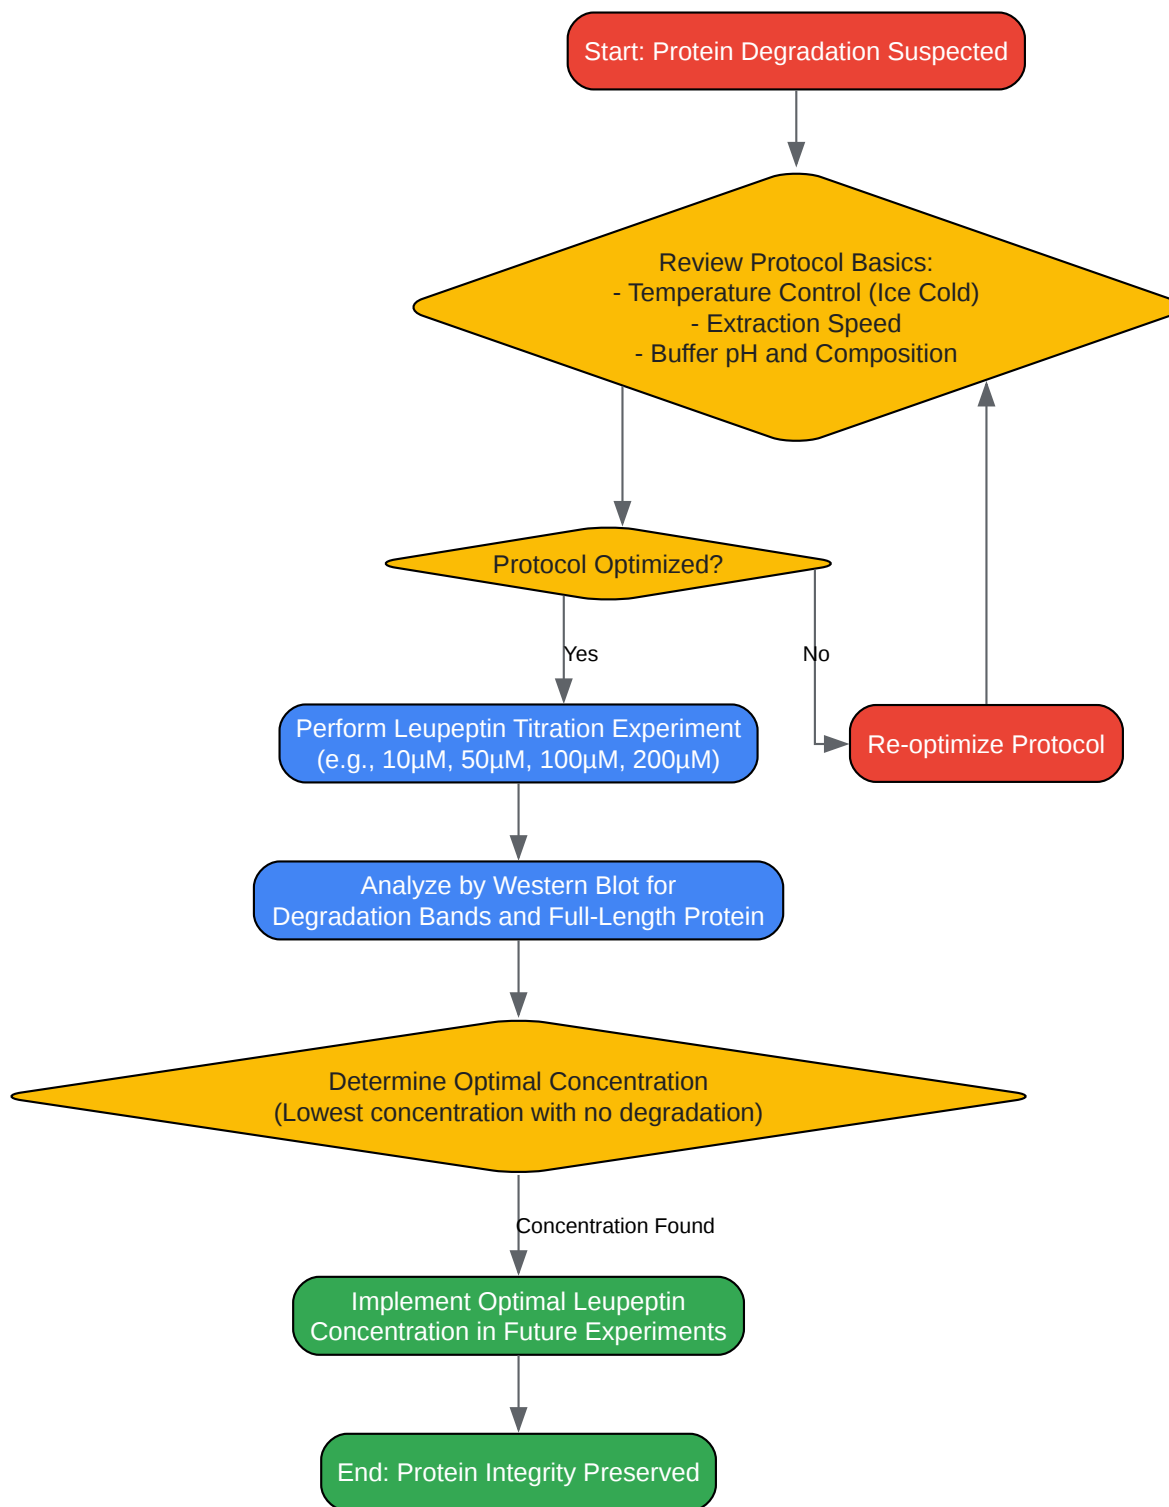 Start: Protein Degradation Suspected
Review Protocol Basics:
- Temperature Control (Ice Cold)
- Extraction Speed
- Buffer pH and Composition
Protocol Optimized?
Yes
No
Perform Leupeptin Titration Experiment
(e.g., 10µM, 50µM, 100µM, 200µM)
Re-optimize Protocol
Analyze by Western Blot for
Degradation Bands and Full-Length Protein
Determine Optimal Concentration
(Lowest concentration with no degradation)
Concentration Found
Implement Optimal Leupeptin
Concentration in Future Experiments
End: Protein Integrity Preserved